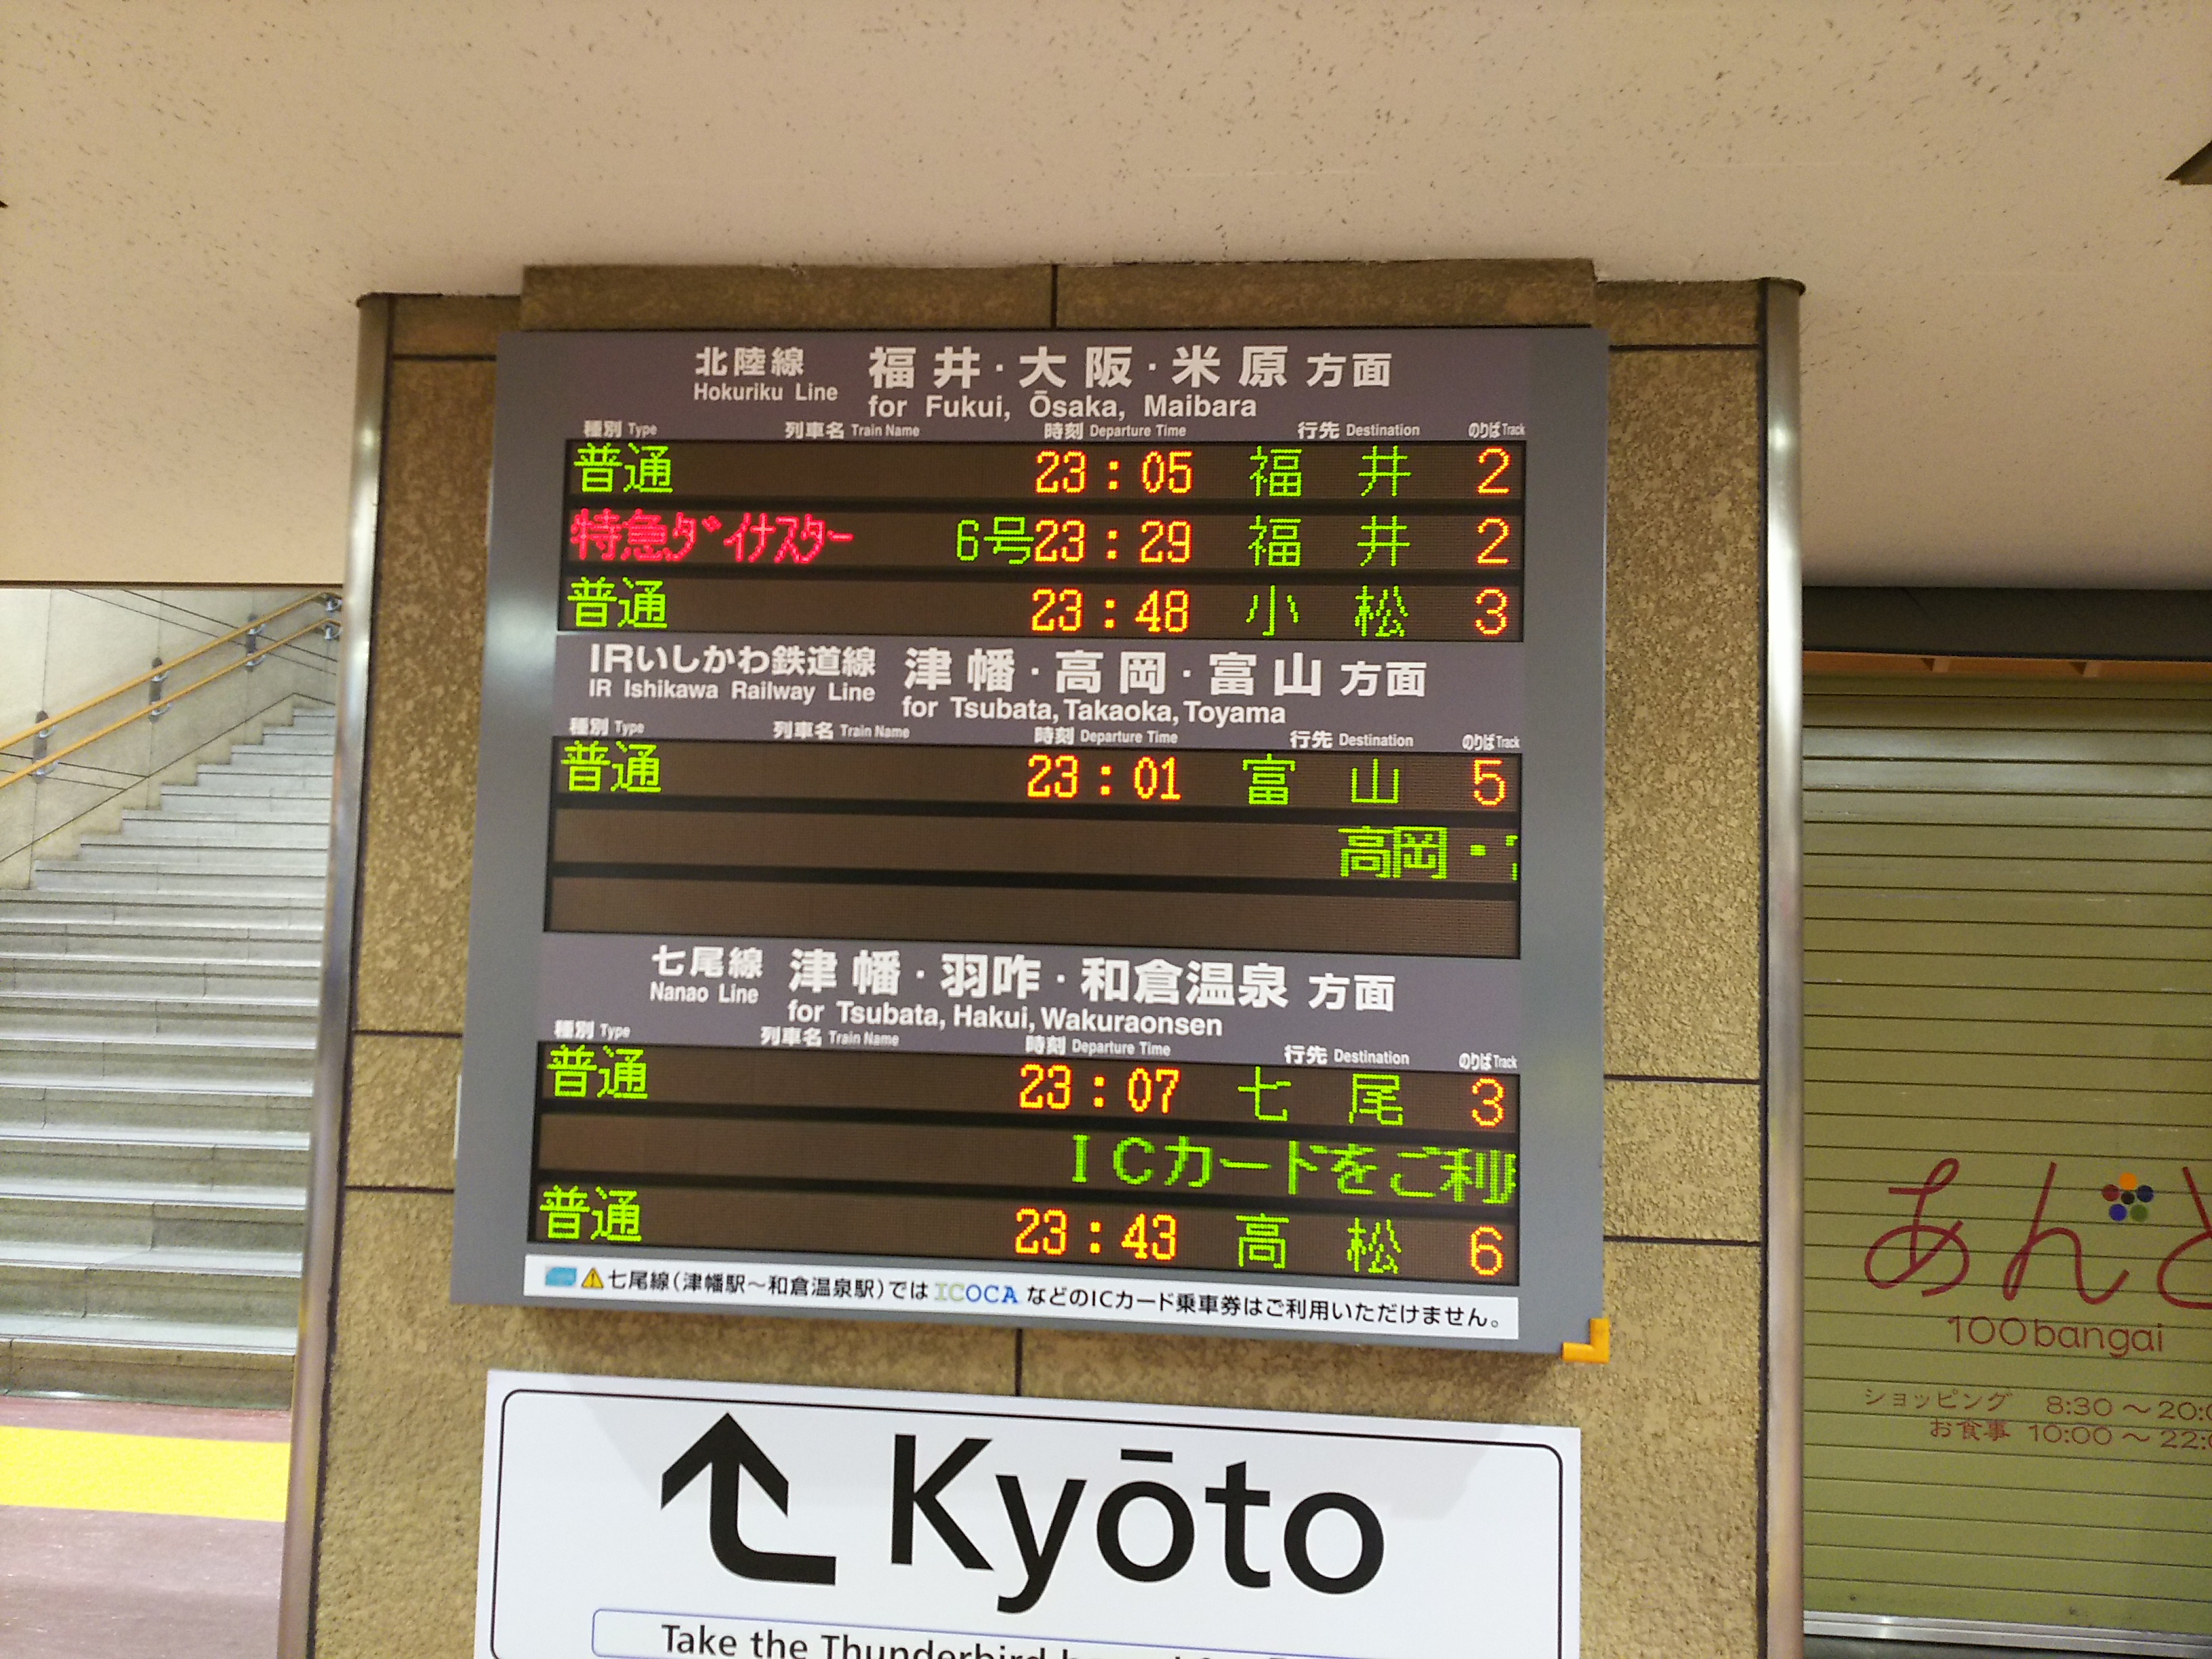 北陸線 福井・大阪・米原方面
Hokuriku Line for Fukui, Ōsaka, Maibara
種別 Type 列車名 Train Name 時刻 Departure Time 行先 Destination のりば Track
普通 23:05 福井 2
特急ダイナスター 6号 23:29 福井 2
普通 23:48 小松 3
IRいしかわ鉄道線 津幡・高岡・富山方面
IR Ishikawa Railway Line for Tsubata, Takaoka, Toyama
種別 Type 列車名 Train Name 時刻 Departure Time 行先 Destination のりば Track
普通 23:01 富山 5
高岡・
七尾線 津幡・羽咋・和倉温泉方面
Nanao Line for Tsubata, Hakui, Wakuraonsen
種別 Type 列車名 Train Name 時刻 Departure Time 行先 Destination のりば Track
普通 23:07 七尾 3
ICカードをご利
普通 23:43 高松 6
七尾線(津幡駅～和倉温泉駅)では ICOCA などのICカード乗車券はご利用いただけません。
Kyōto
Take the Thunderbird
あんと
100bangai
ショッピング 8:30～20:0
お食事 10:00～22:0